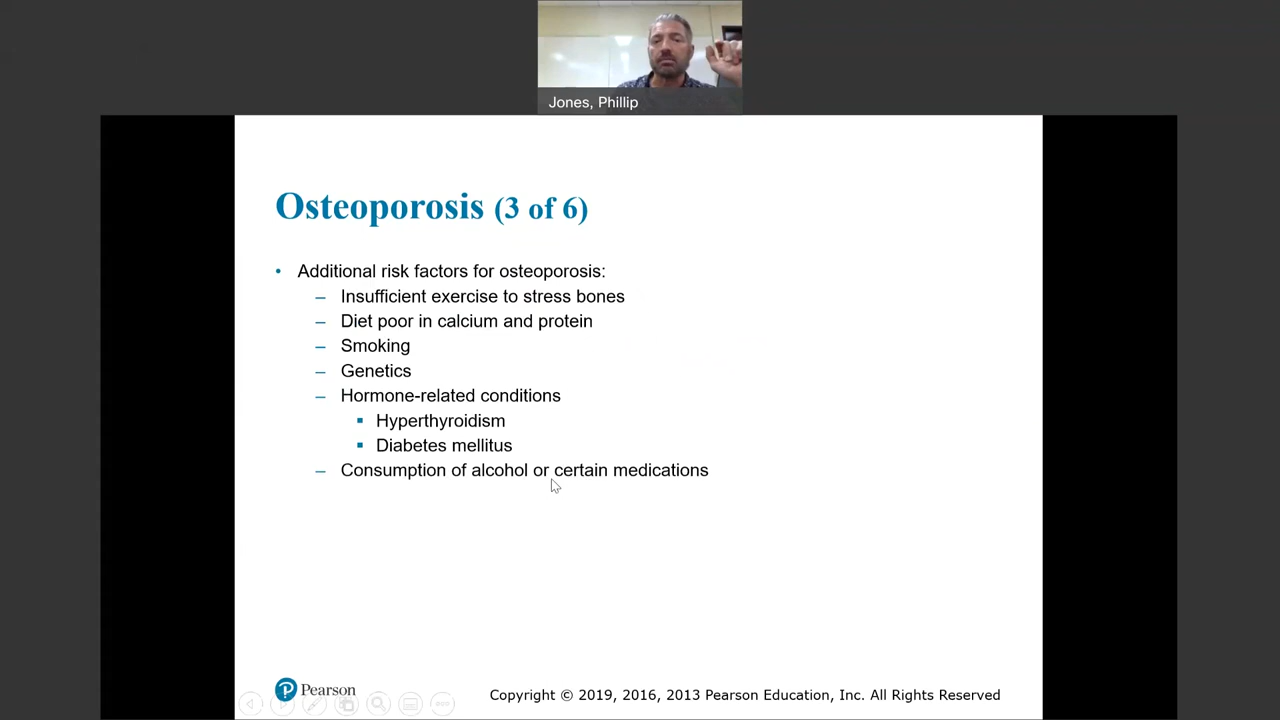 Jones, Phillip
Osteoporosis (3 of 6)
• Additional risk factors for osteoporosis:
– Insufficient exercise to stress bones
– Diet poor in calcium and protein
– Smoking
– Genetics
– Hormone-related conditions
▪ Hyperthyroidism
▪ Diabetes mellitus
– Consumption of alcohol or certain medications
P Pearson
Copyright © 2019, 2016, 2013 Pearson Education, Inc. All Rights Reserved